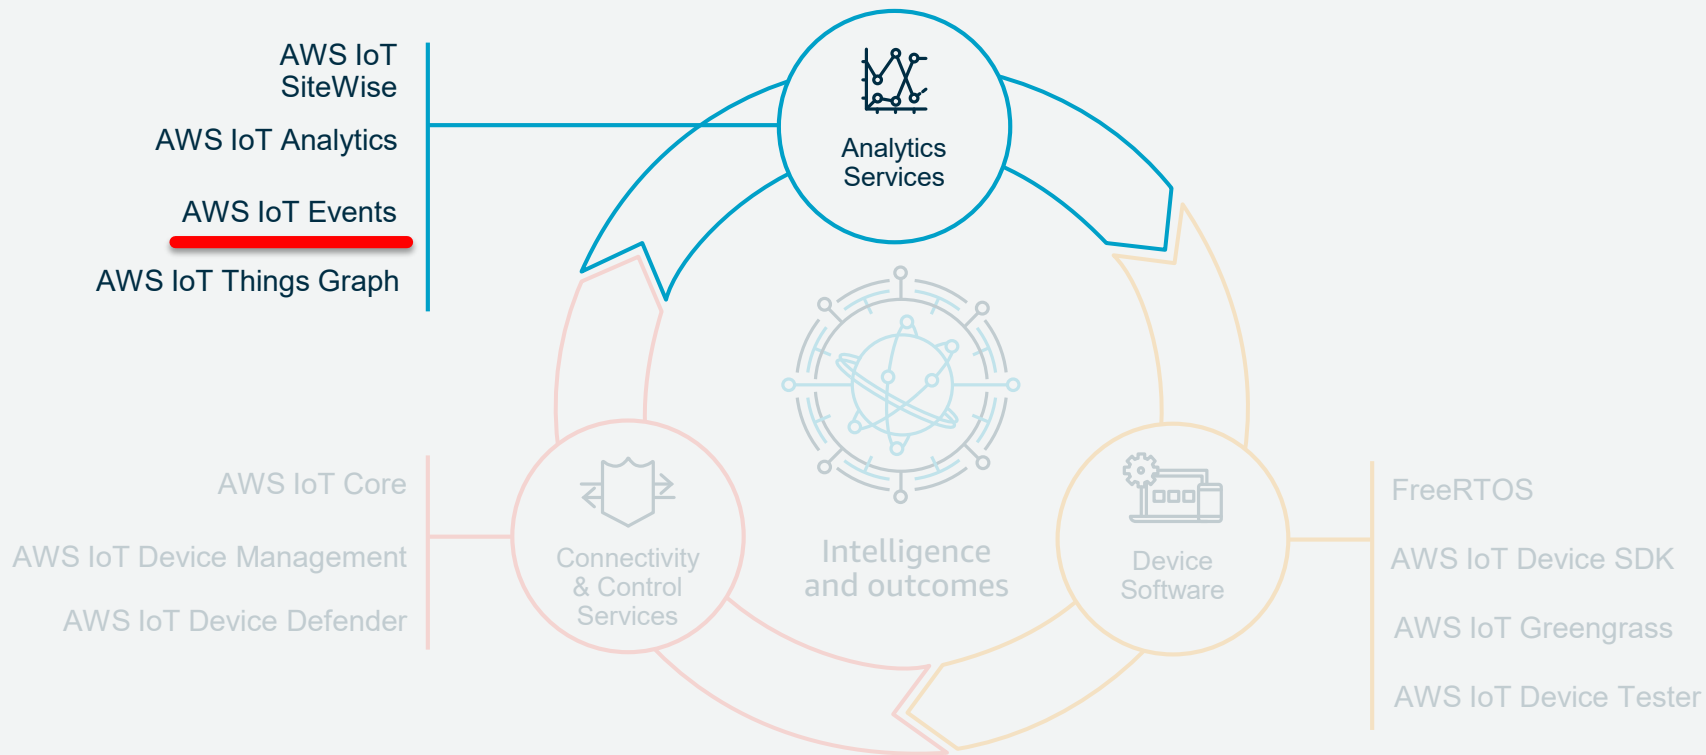 AWS IoT
SiteWise
AWS IoT Analytics
AWS IoT Events
AWS IoT Things Graph
Analytics
Services
AWS IoT Core
AWS IoT Device Management
AWS IoT Device Defender
Connectivity
& Control
Services
Intelligence
and outcomes
Device
Software
FreeRTOS
AWS IoT Device SDK
AWS IoT Greengrass
AWS IoT Device Tester